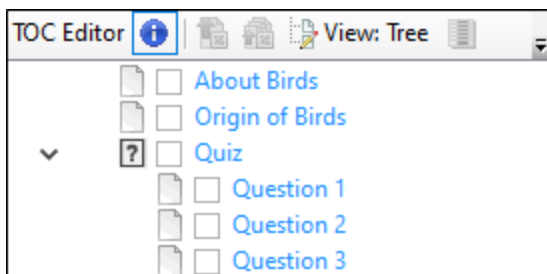 TOC Editor View: Tree
About Birds
Origin of Birds
? Quiz
Question 1
Question 2
Question 3